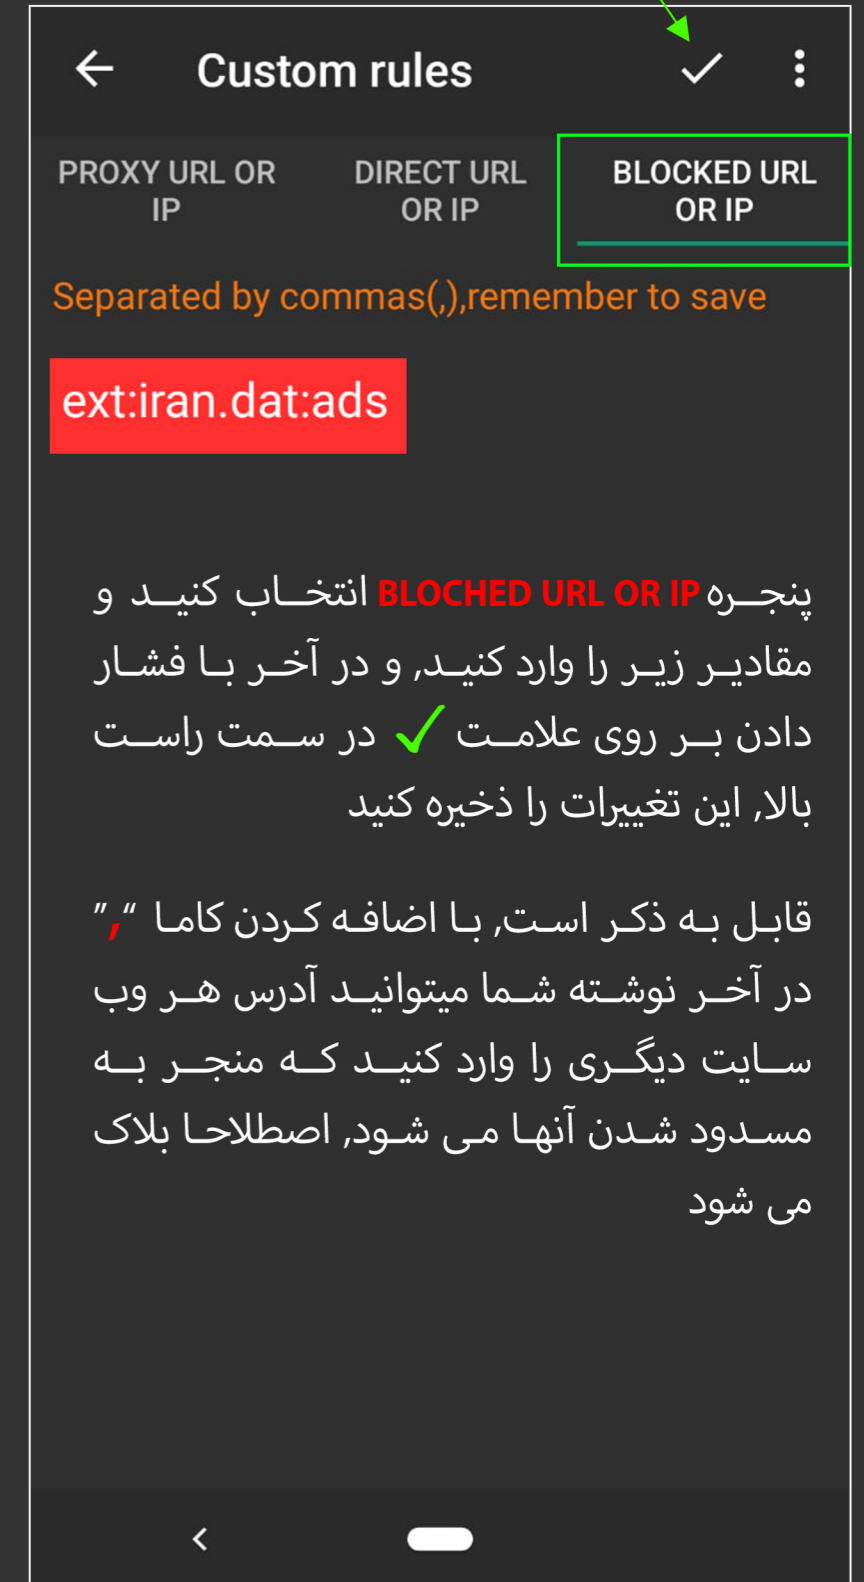 Custom rules
PROXY URL OR
IP
DIRECT URL
OR IP
BLOCKED URL
OR IP
Separated by commas(,),remember to save
ext:iran.dat:ads
پنجره BLOCHED URL OR IP انتخاب کنید و
مقادیر زیر را وارد کنید, و در آخر با فشار
دادن بر روی علامت ✓ در سمت راست
بالا, این تغییرات را ذخیره کنید
قابل به ذکر است, با اضافه کردن کاما “,”
در آخر نوشته شما میتوانید آدرس هر وب
سایت دیگری را وارد کنید که منجر به
مسدود شدن آنها می شود, اصطلاحا بلاک
می شود